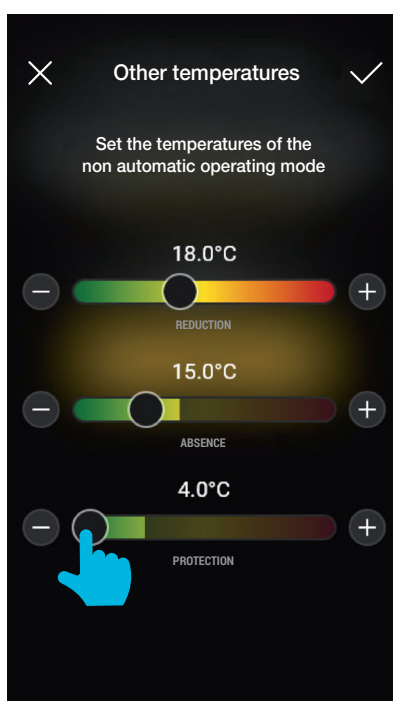 Other temperatures
Set the temperatures of the
non automatic operating mode
18.0°C
REDUCTION
15.0°C
ABSENCE
4.0°C
PROTECTION